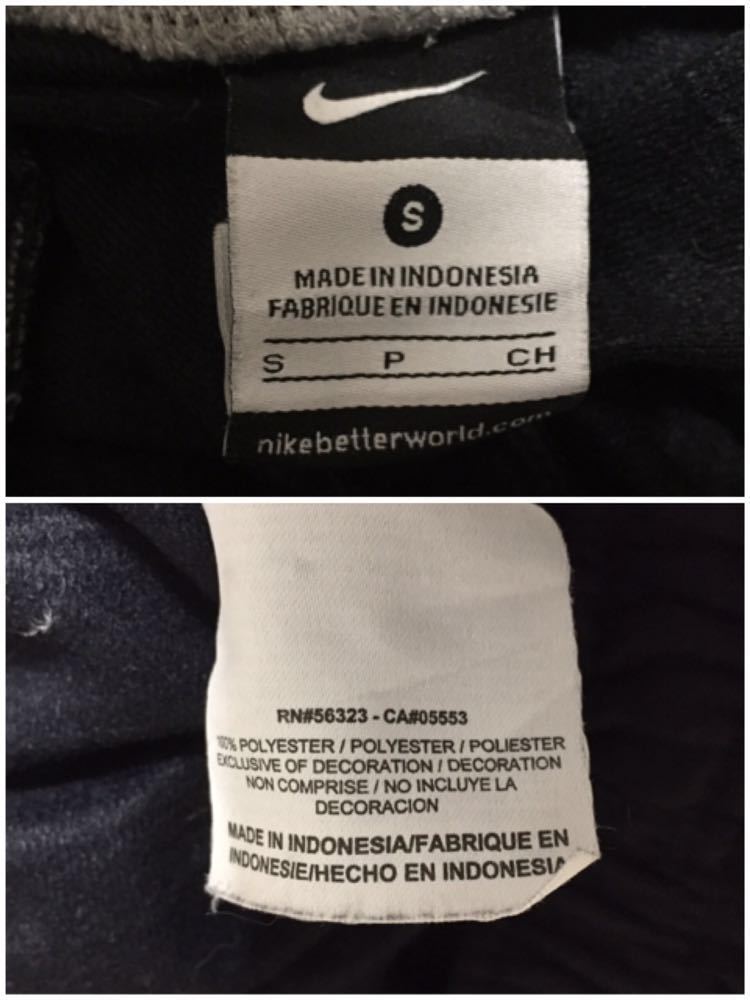 S
MADE IN INDONESIA
FABRIQUE EN INDONESIE
S P CH
nikebetterworld.com
RN#56323 - CA#05553
100% POLYESTER / POLYESTER / POLIESTER
EXCLUSIVE OF DECORATION / DECORATION
NON COMPRISE / NO INCLUYE LA
DECORACION
MADE IN INDONESIA/FABRIQUE EN
INDONESIE/HECHO EN INDONESIA